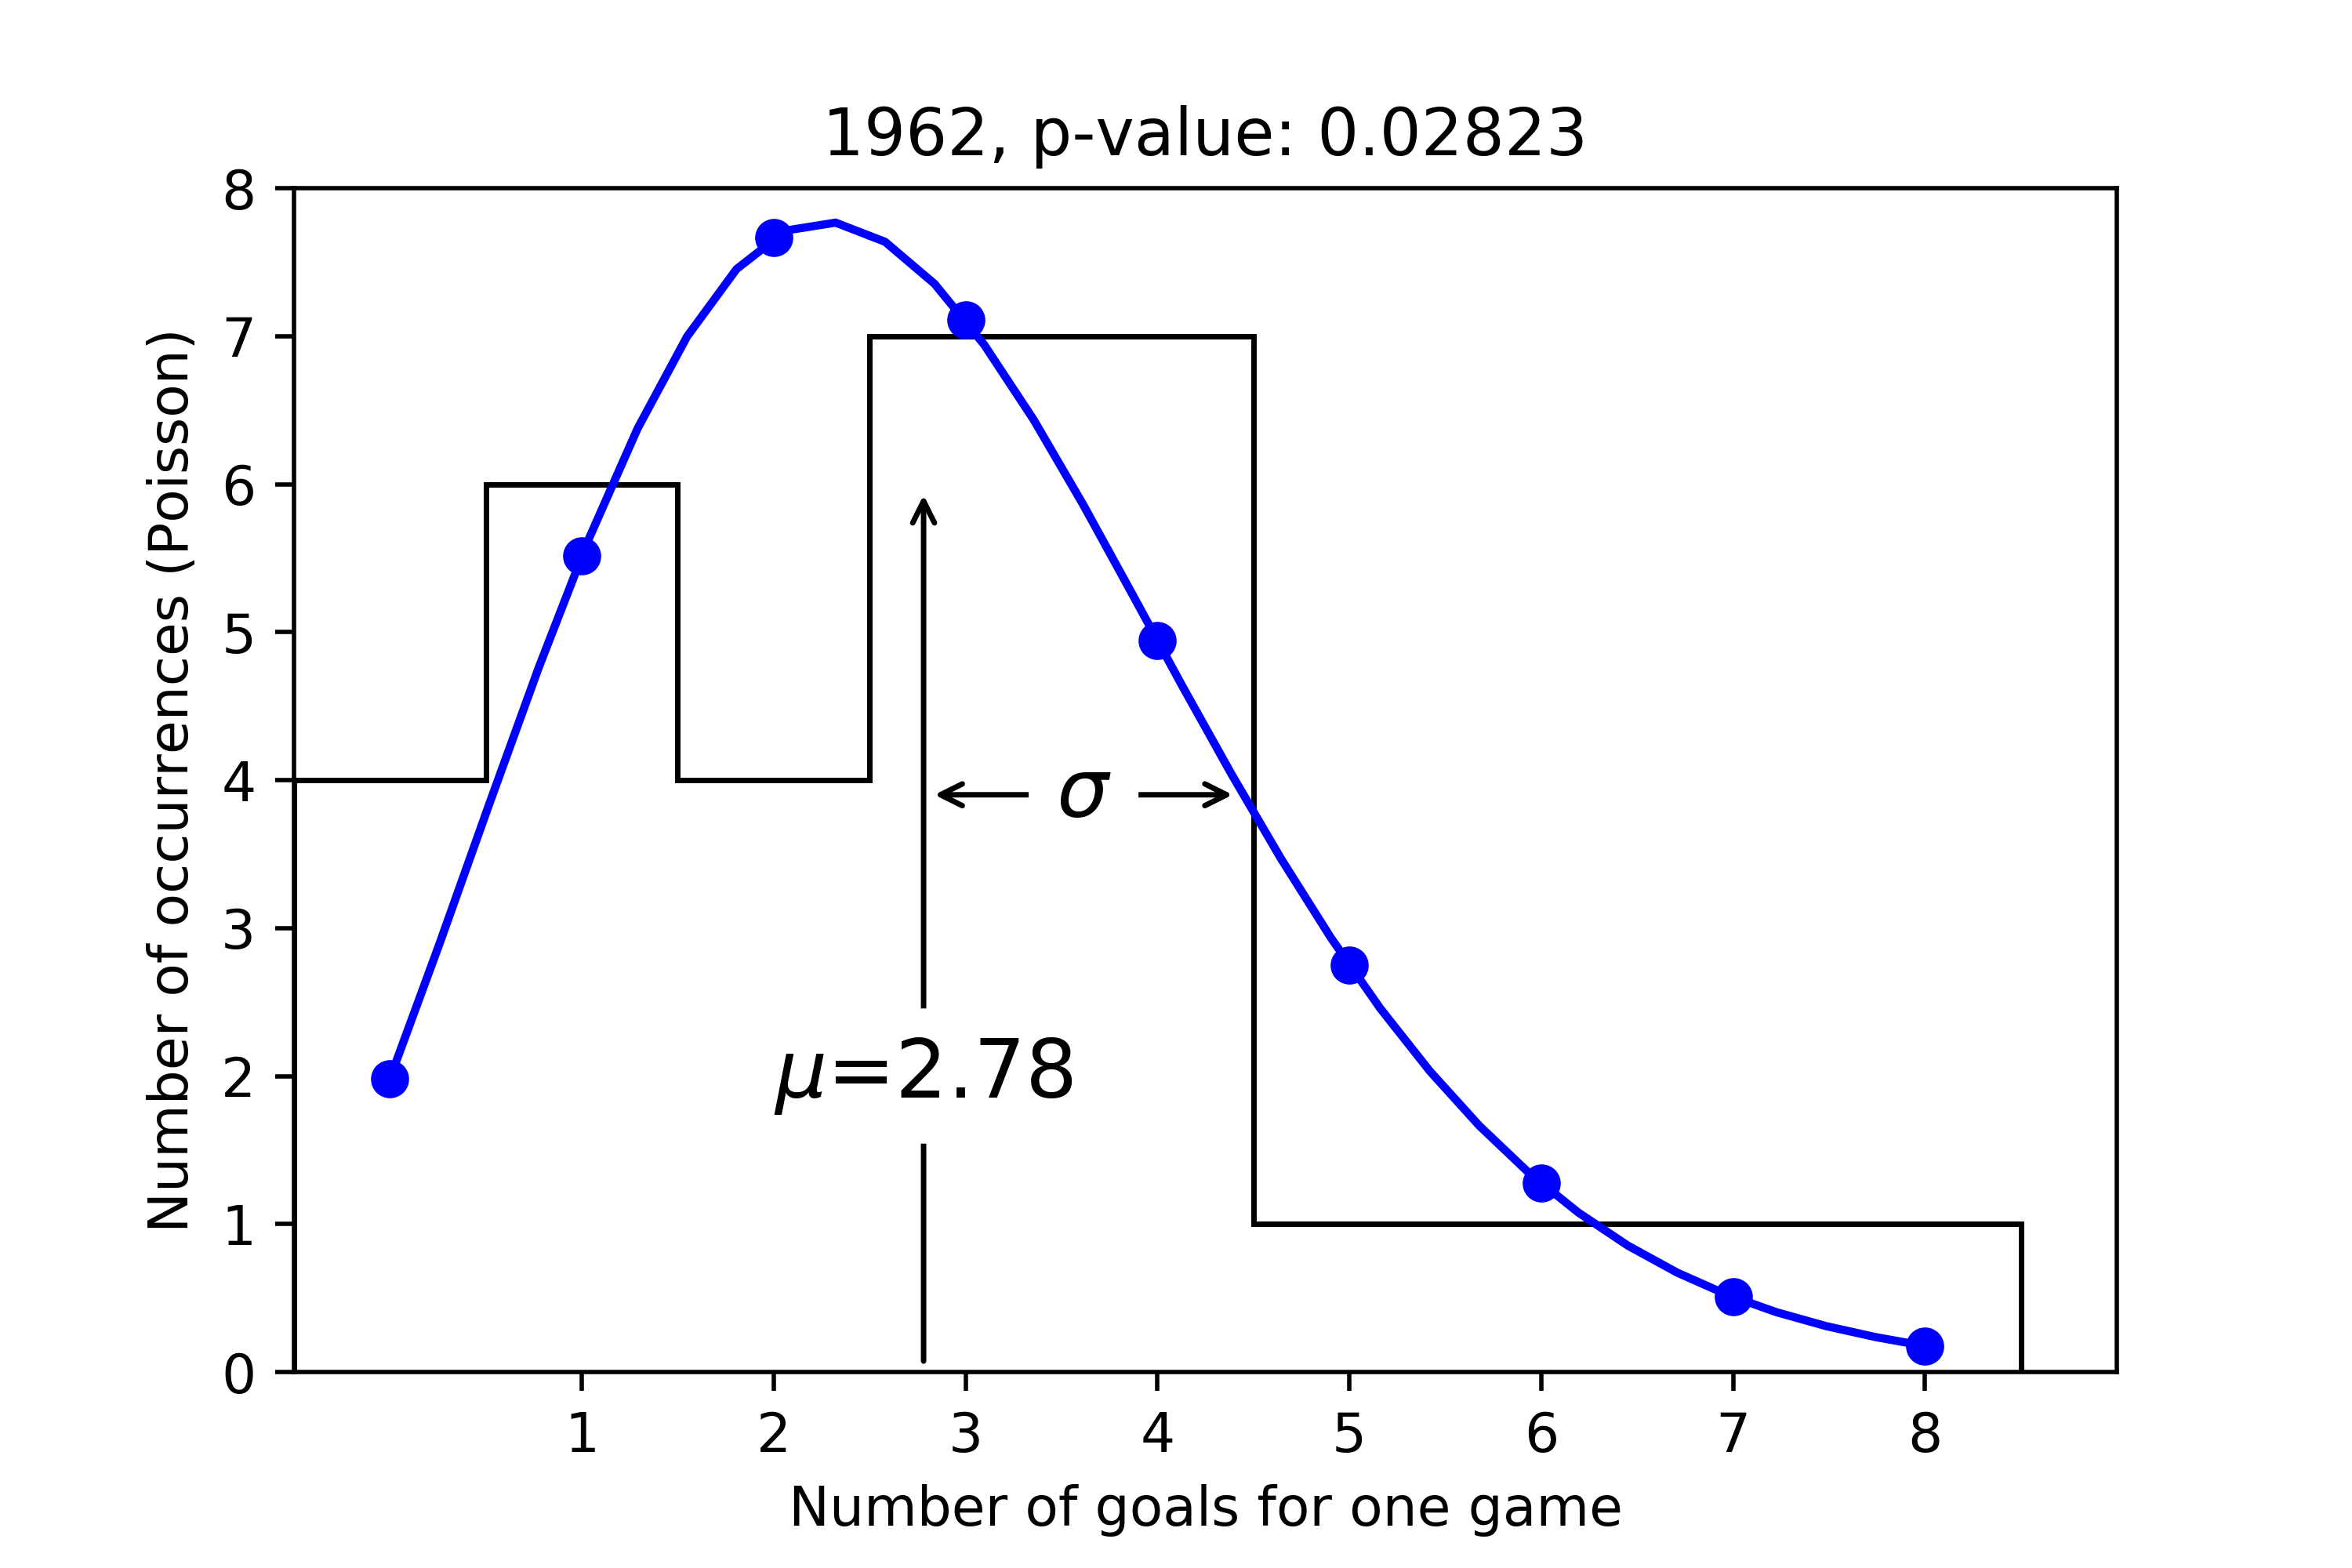 1962, p-value: 0.02823
Number of occurrences (Poisson)
8
7
6
5
4
3
2
1
0
σ
μ=2.78
1 2 3 4 5 6 7 8
Number of goals for one game